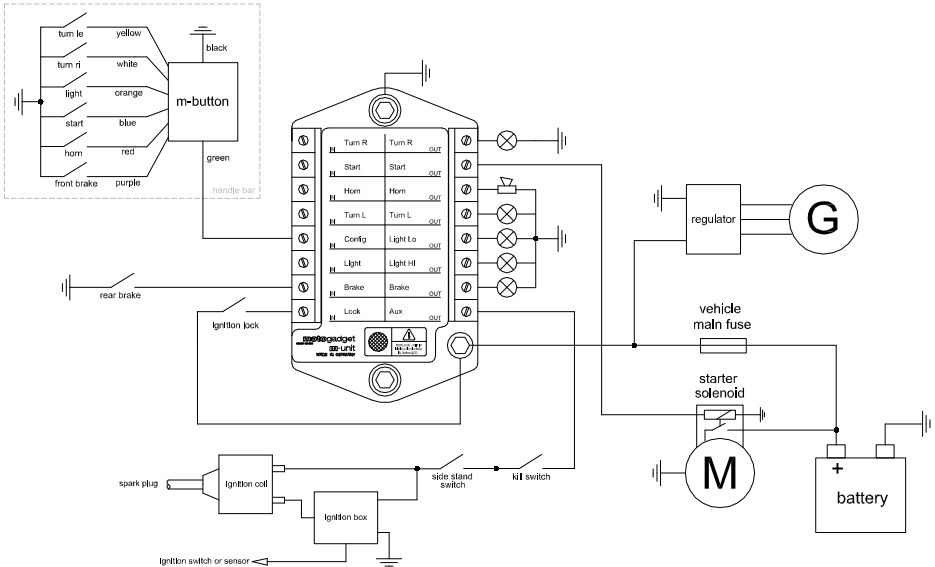 turn le yellow
turn ri white
light orange
start blue
horn red
front brake purple
m-button
black
green
handle bar
Turn R Turn R
IN OUT
Start Start
IN OUT
Horn Horn
IN OUT
Turn L Turn L
IN OUT
Config Light Lo
IN OUT
Light Light Hi
IN OUT
Brake Brake
IN OUT
Lock Aux
IN OUT
motogadget
m-unit
MADE IN GERMANY
rear brake
ignition lock
regulator
G
vehicle
main fuse
starter
solenoid
M
+
battery
side stand
switch
kill switch
spark plug
ignition coil
ignition box
ignition switch or sensor